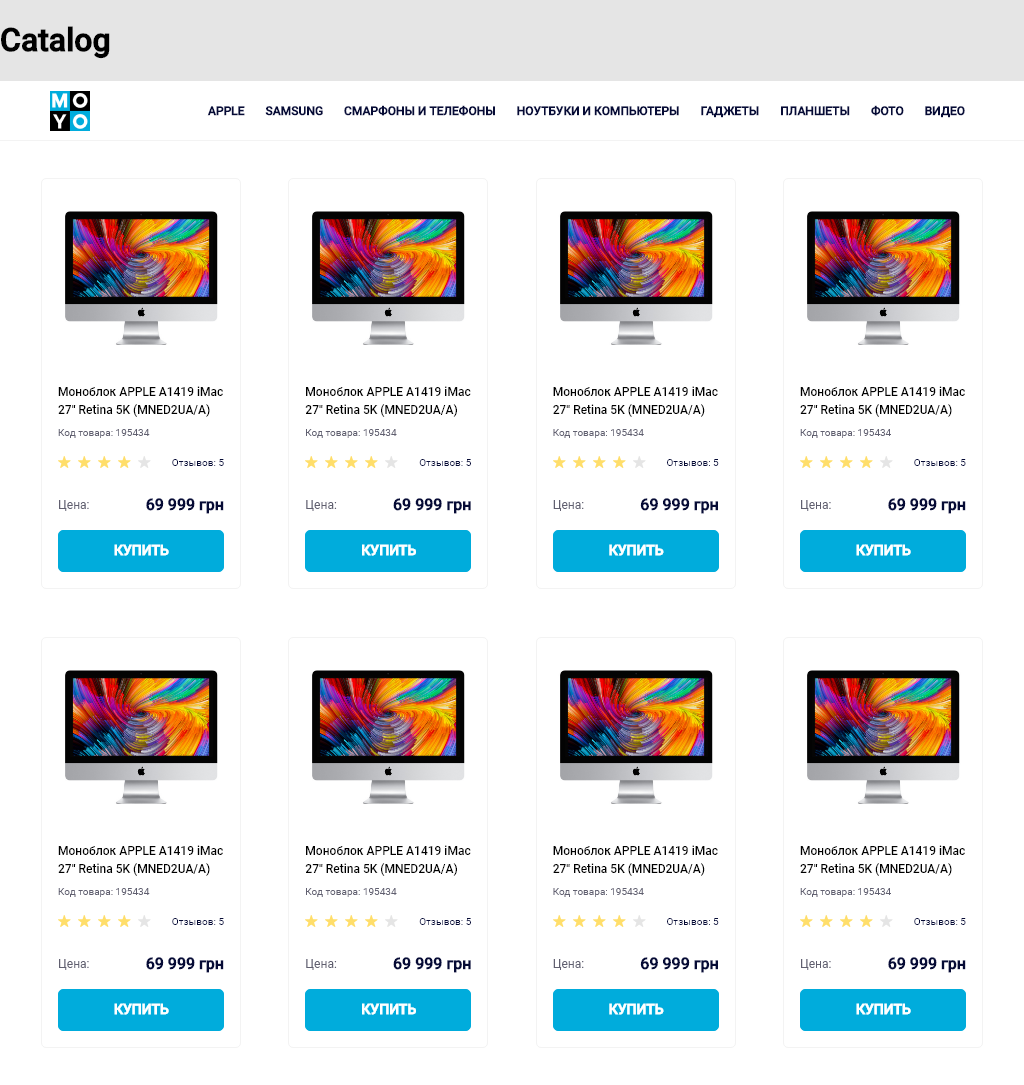 Catalog
MO
YO
APPLE SAMSUNG СМАРФОНЫ И ТЕЛЕФОНЫ НОУТБУКИ И КОМПЬЮТЕРЫ ГАДЖЕТЫ ПЛАНШЕТЫ ФОТО ВИДЕО
Моноблок APPLE A1419 iMac
27" Retina 5K (MNED2UA/A)
Код товара: 195434
Отзывов: 5
Цена: 69 999 грн
КУПИТЬ
Моноблок APPLE A1419 iMac
27" Retina 5K (MNED2UA/A)
Код товара: 195434
Отзывов: 5
Цена: 69 999 грн
КУПИТЬ
Моноблок APPLE A1419 iMac
27" Retina 5K (MNED2UA/A)
Код товара: 195434
Отзывов: 5
Цена: 69 999 грн
КУПИТЬ
Моноблок APPLE A1419 iMac
27" Retina 5K (MNED2UA/A)
Код товара: 195434
Отзывов: 5
Цена: 69 999 грн
КУПИТЬ
Моноблок APPLE A1419 iMac
27" Retina 5K (MNED2UA/A)
Код товара: 195434
Отзывов: 5
Цена: 69 999 грн
КУПИТЬ
Моноблок APPLE A1419 iMac
27" Retina 5K (MNED2UA/A)
Код товара: 195434
Отзывов: 5
Цена: 69 999 грн
КУПИТЬ
Моноблок APPLE A1419 iMac
27" Retina 5K (MNED2UA/A)
Код товара: 195434
Отзывов: 5
Цена: 69 999 грн
КУПИТЬ
Моноблок APPLE A1419 iMac
27" Retina 5K (MNED2UA/A)
Код товара: 195434
Отзывов: 5
Цена: 69 999 грн
КУПИТЬ